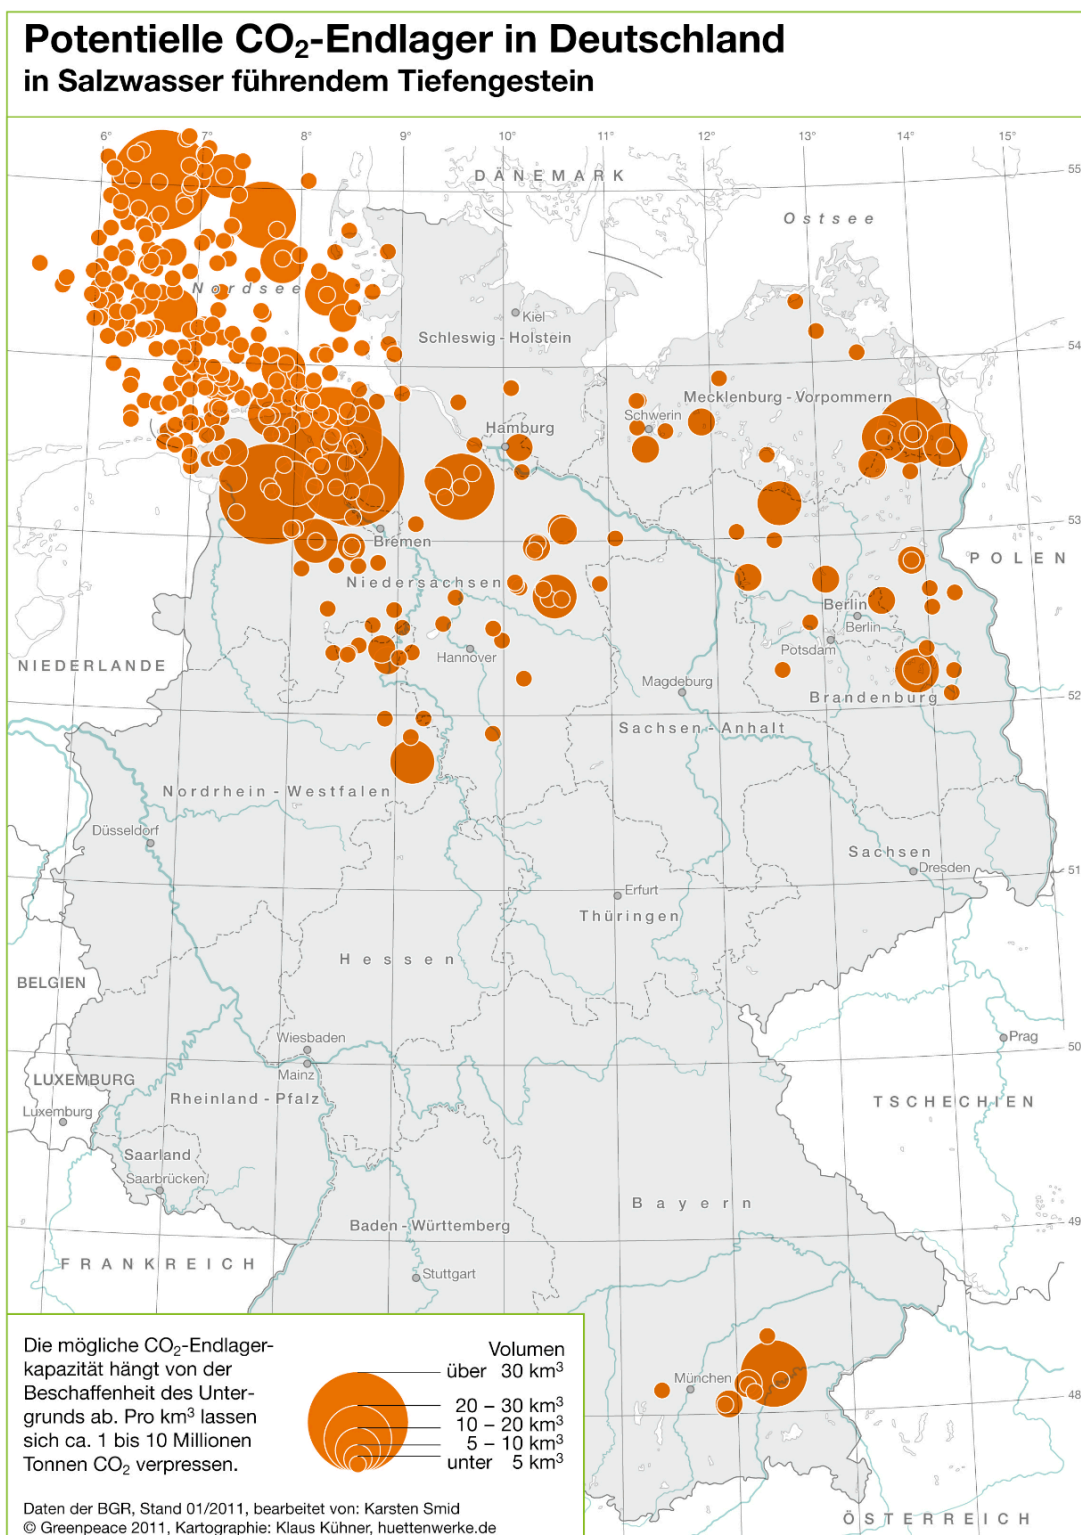 Potentielle CO₂-Endlager in Deutschland
in Salzwasser führendem Tiefengestein
6° 7° 8° 9° 10° 11° 12° 13° 14° 15°
DÄNEMARK
55
Ostsee
Nordsee
Kiel
Schleswig-Holstein
54
Mecklenburg-Vorpommern
Schwerin
Hamburg
53
Bremen
POLEN
Niedersachsen
Berlin
Berlin
Potsdam
Hannover
NIEDERLANDE
Magdeburg
52
Brandenburg
Sachsen-Anhalt
Nordrhein-Westfalen
Düsseldorf
Sachsen
Dresden
51
Erfurt
Thüringen
Hessen
BELGIEN
Wiesbaden
Prag
50
Mainz
LUXEMBURG
Rheinland-Pfalz
TSCHECHIEN
Luxemburg
Saarland
Saarbrücken
Bayern
49
Baden-Württemberg
FRANKREICH
Stuttgart
München
48
ÖSTERREICH
Die mögliche CO₂-Endlager-
kapazität hängt von der
Beschaffenheit des Unter-
grunds ab. Pro km³ lassen
sich ca. 1 bis 10 Millionen
Tonnen CO₂ verpressen.
Volumen
über 30 km³
20 – 30 km³
10 – 20 km³
5 – 10 km³
unter 5 km³
Daten der BGR, Stand 01/2011, bearbeitet von: Karsten Smid
© Greenpeace 2011, Kartographie: Klaus Kühner, huettenwerke.de